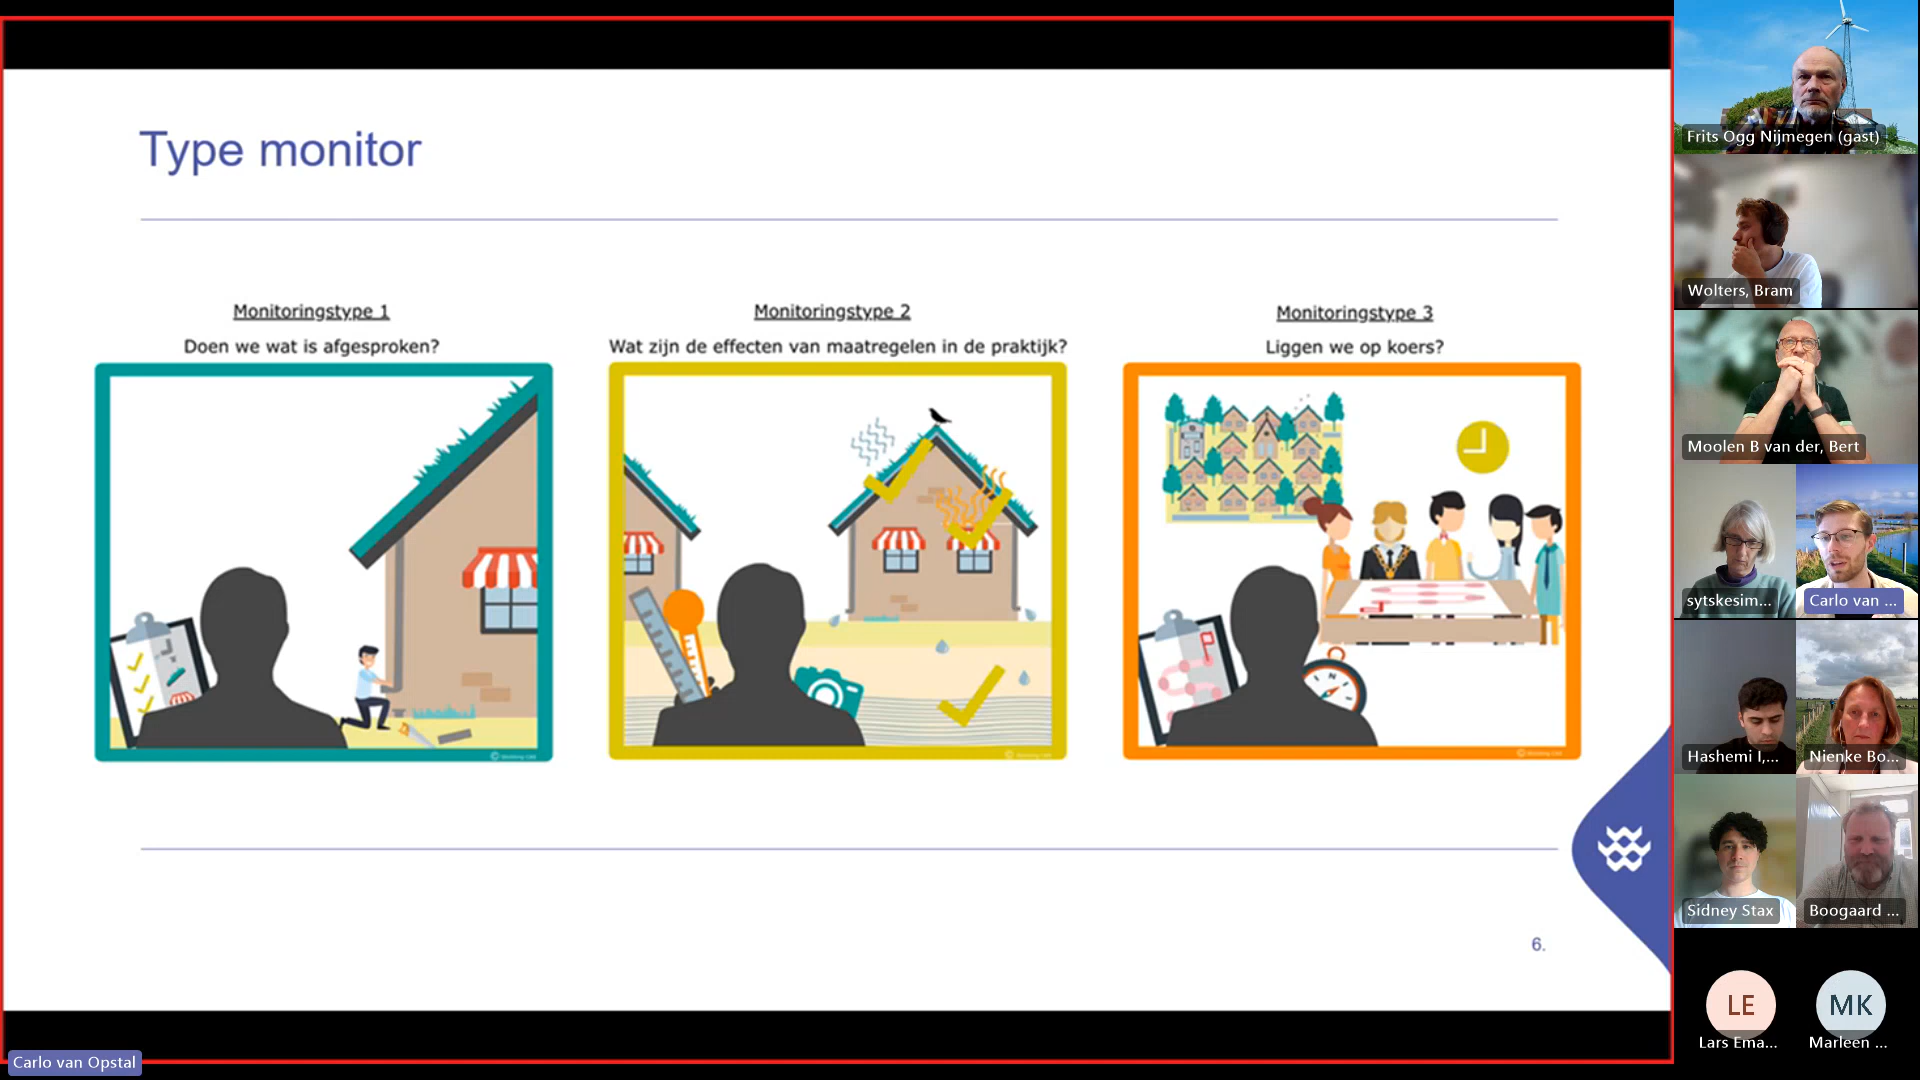 Type monitor
Monitoringstype 1
Doen we wat is afgesproken?
Monitoringstype 2
Wat zijn de effecten van maatregelen in de praktijk?
Monitoringstype 3
Liggen we op koers?
6.
Carlo van Opstal
Frits Ogg Nijmegen (gast)
Wolters, Bram
Moolen B van der, Bert
sytskesim...
Carlo van ...
Hashemi I,...
Nienke Bo...
Sidney Stax
Boogaard ...
LE
MK
Lars Ema...
Marleen ...